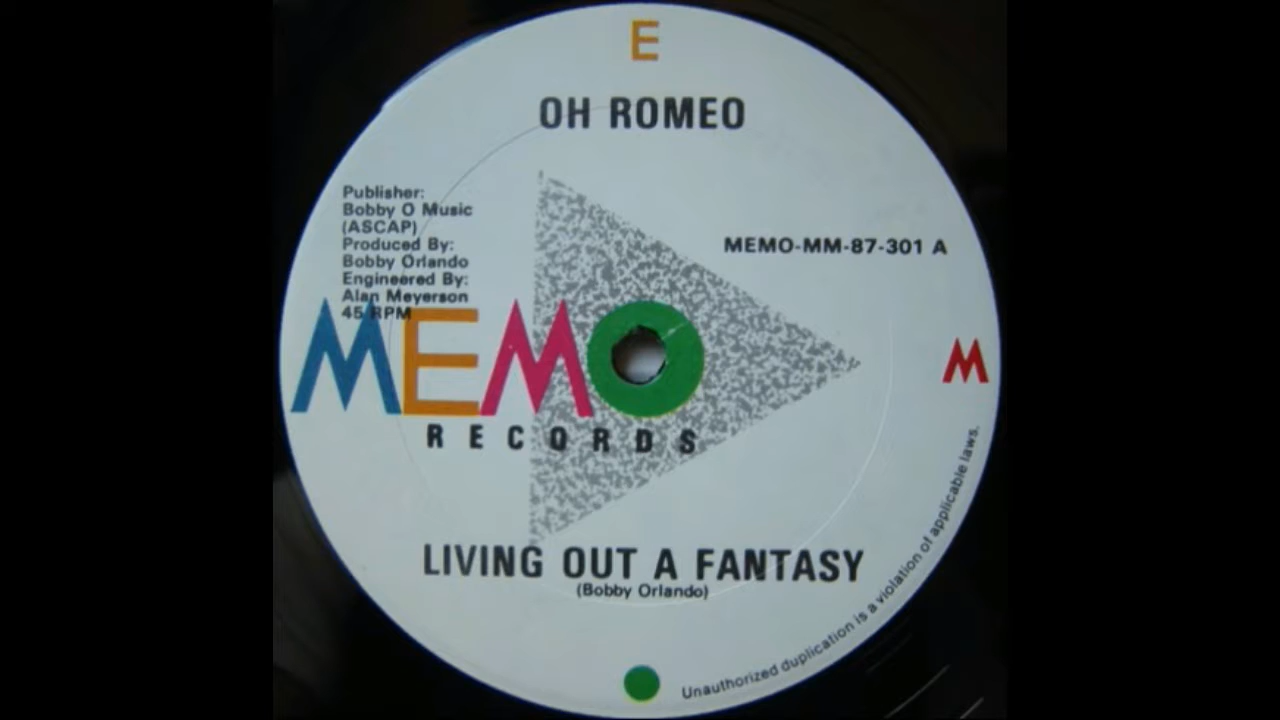 E
OH ROMEO
Publisher:
Bobby O Music
(ASCAP)
Produced By:
Bobby Orlando
Engineered By:
Alan Meyerson
45 RPM
MEMO-MM-87-301 A
MEMO
RECORDS
M
LIVING OUT A FANTASY
(Bobby Orlando)
Unauthorized duplication is a violation of applicable laws.